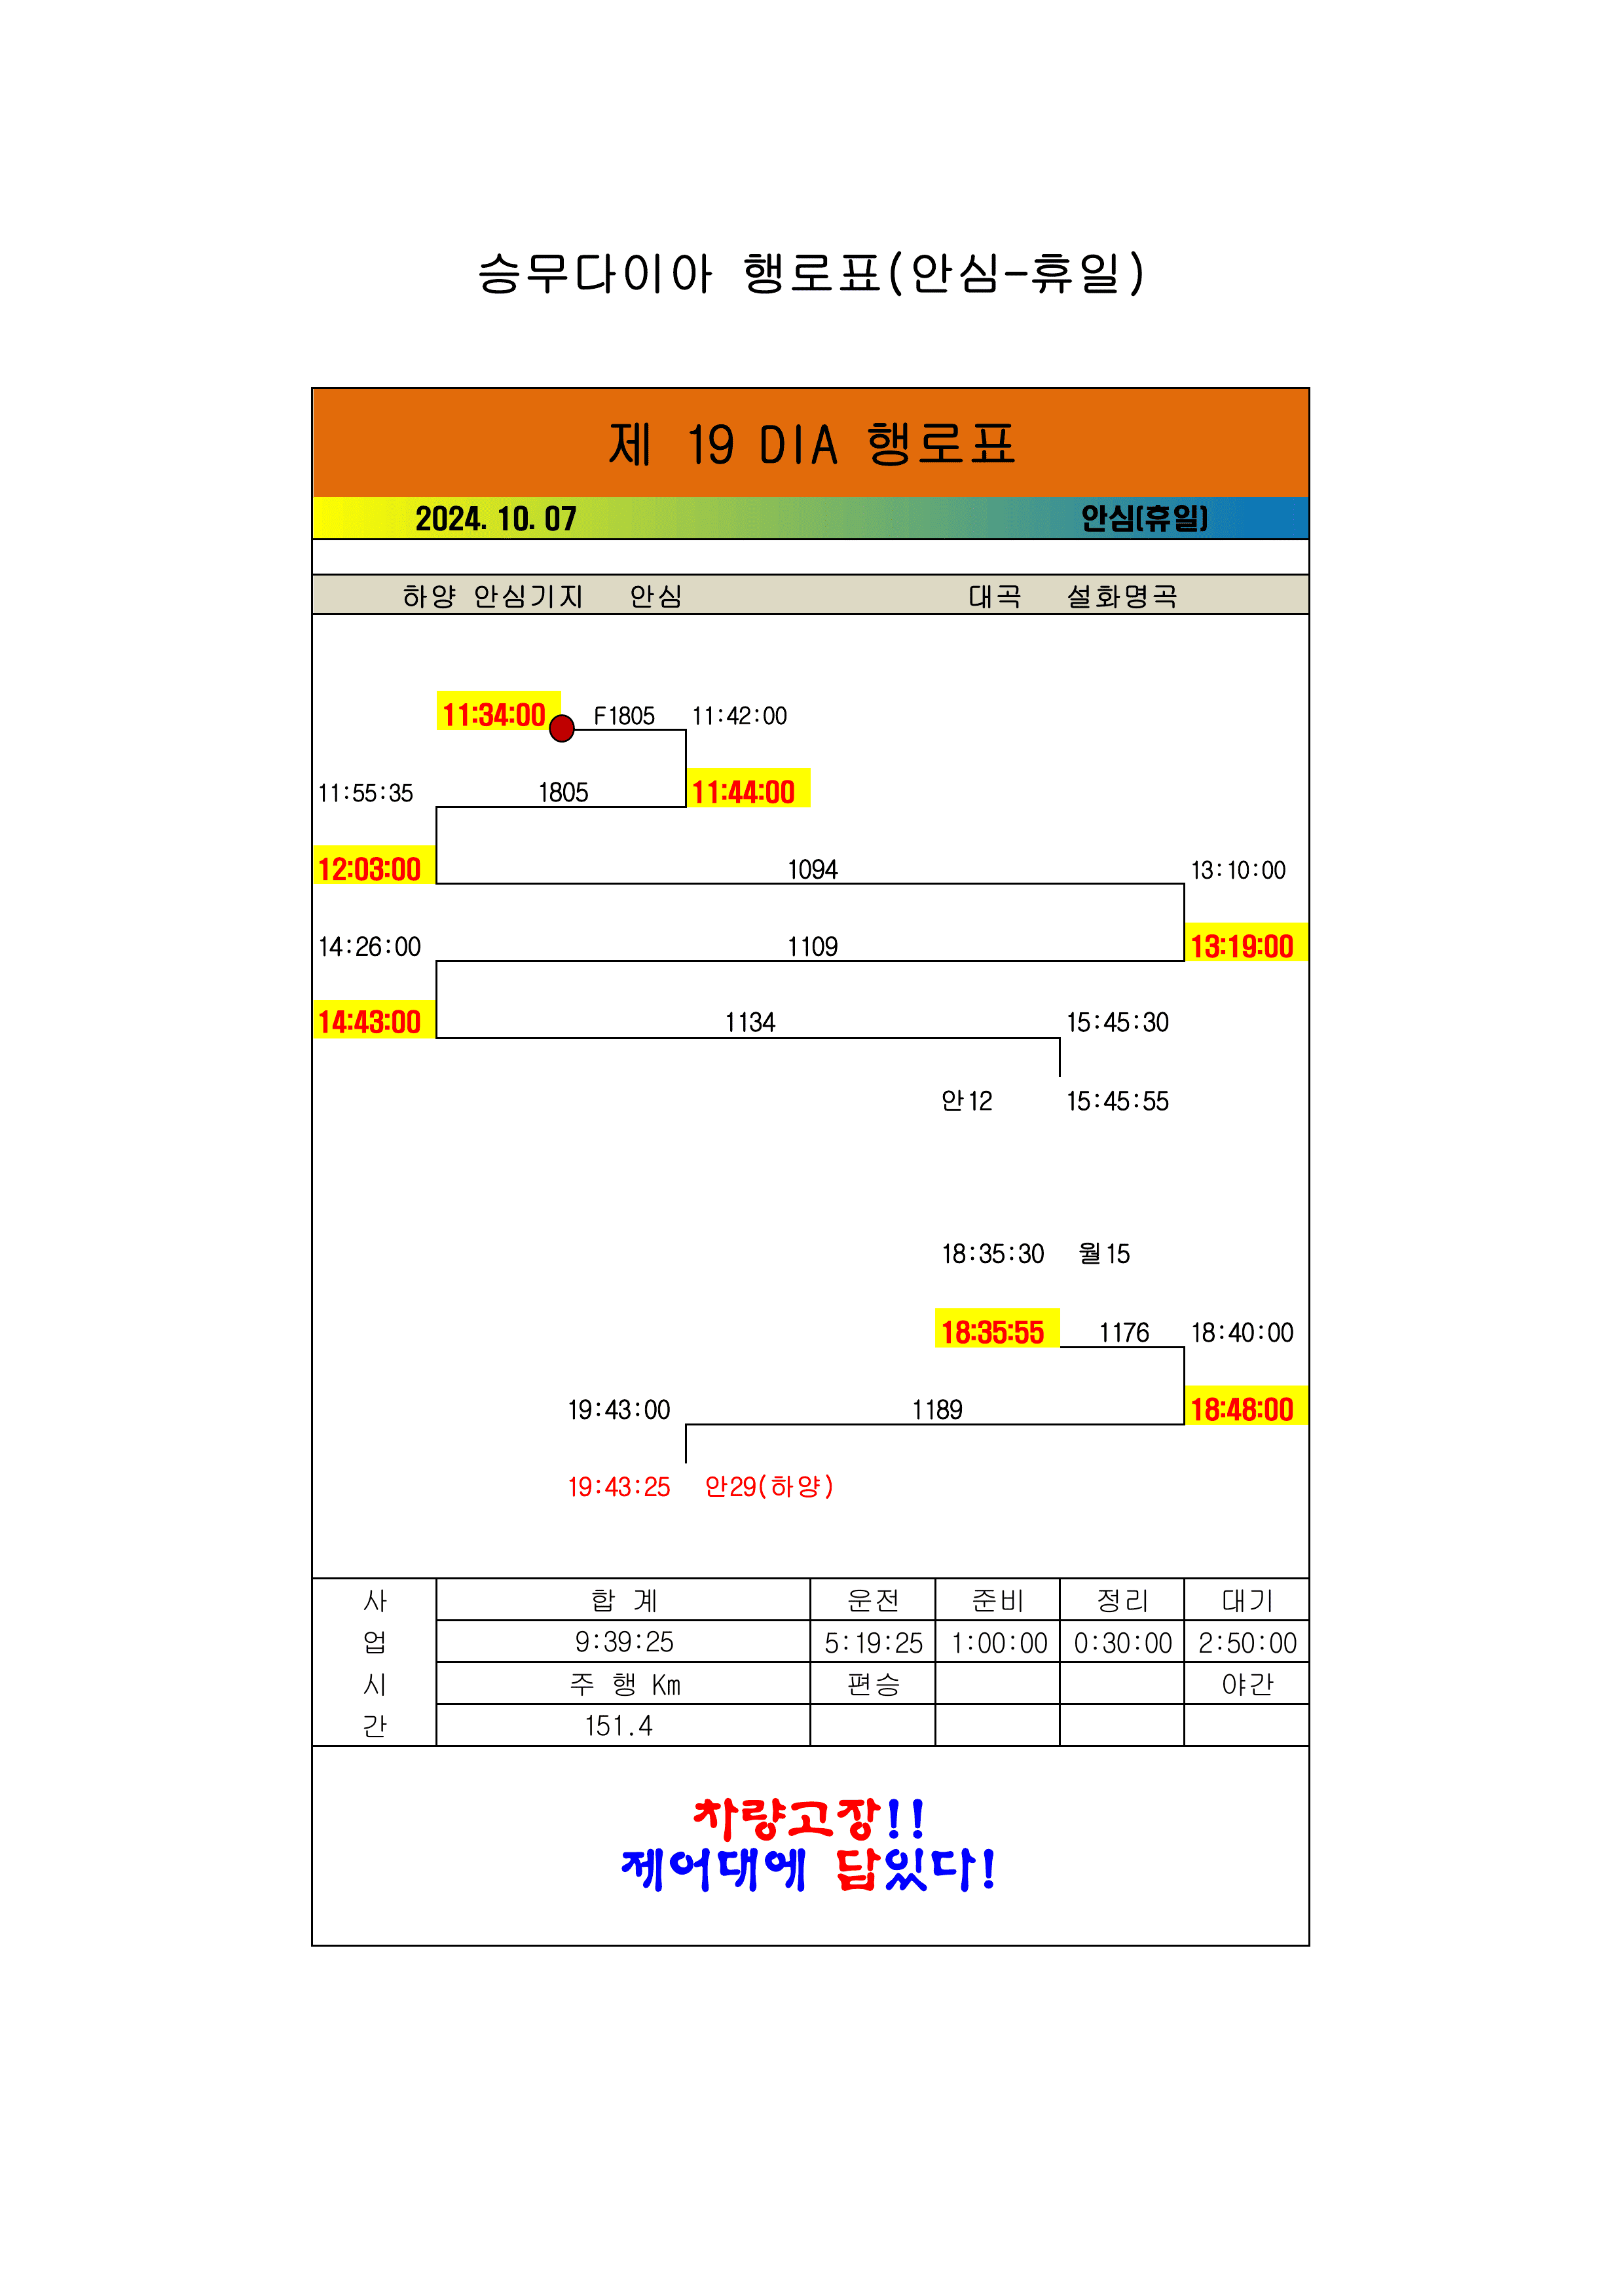 승무다이아 행로표(안심-휴일)
제 19 DIA 행로표
2024. 10. 07 안심(휴일)
하양 안심기지 안심 대곡 설화명곡
11:34:00 F1805 11:42:00
11:55:35 1805 11:44:00
12:03:00 1094 13:10:00
14:26:00 1109 13:19:00
14:43:00 1134 15:45:30
안12 15:45:55
18:35:30 월15
18:35:55 1176 18:40:00
19:43:00 1189 18:48:00
19:43:25 안29(하양)
사 합 계 운전 준비 정리 대기
업 9:39:25 5:19:25 1:00:00 0:30:00 2:50:00
시 주 행 Km 편승 야간
간 151.4
차량고장!!
제어대에 답있다!